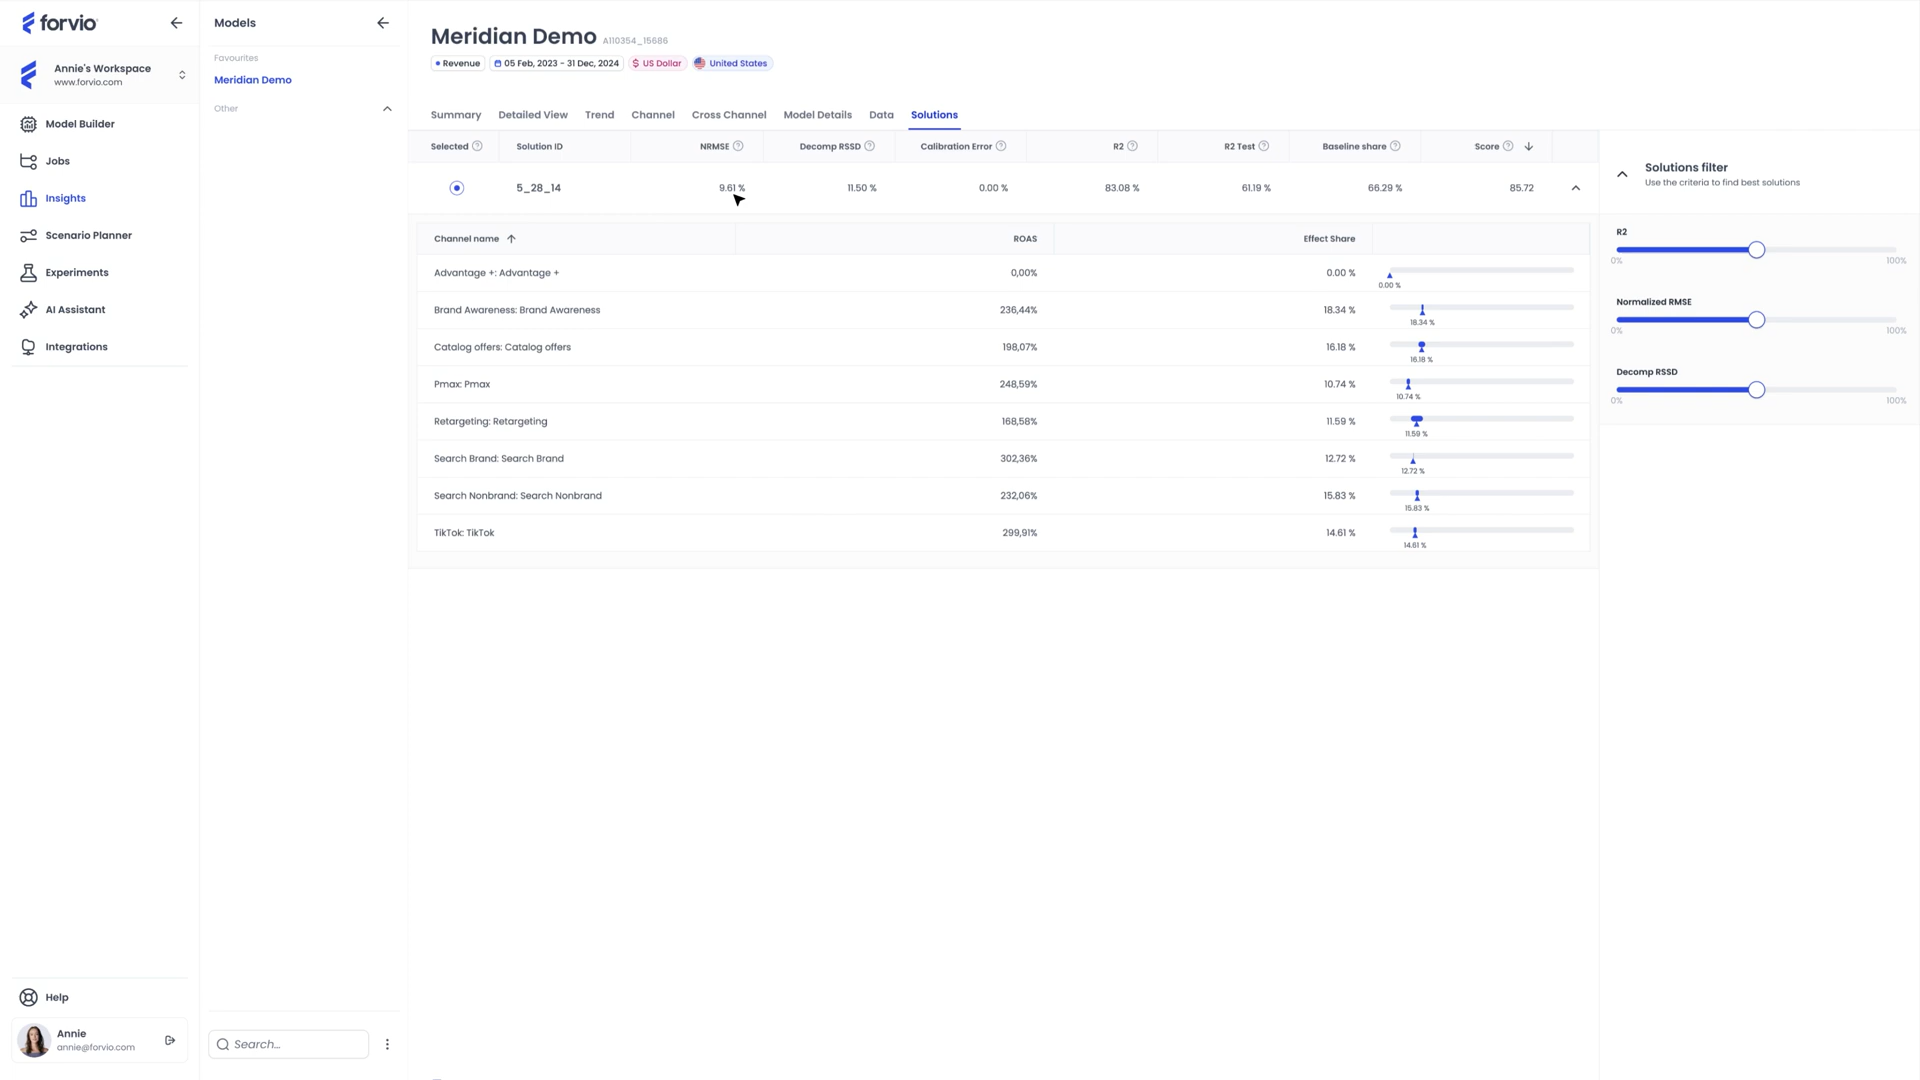 forvio
Annie's Workspace
www.forvio.com
Model Builder
Jobs
Insights
Scenario Planner
Experiments
AI Assistant
Integrations
Help
Annie
annie@forvio.com
Models
Favourites
Meridian Demo
Other
Search...
Meridian Demo A110354_15686
Revenue 05 Feb, 2023 - 31 Dec, 2024 $ US Dollar United States
Summary Detailed View Trend Channel Cross Channel Model Details Data Solutions
Selected Solution ID NRMSE Decomp RSSD Calibration Error R2 R2 Test Baseline share Score
5_28_14 9.61 % 11.50 % 0.00 % 83.08 % 61.19 % 66.29 % 85.72
Channel name ROAS Effect Share
Advantage +: Advantage + 0,00% 0.00 %
0.00 %
Brand Awareness: Brand Awareness 236,44% 18.34 %
18.34 %
Catalog offers: Catalog offers 198,07% 16.18 %
16.18 %
Pmax: Pmax 248,59% 10.74 %
10.74 %
Retargeting: Retargeting 168,58% 11.59 %
11.59 %
Search Brand: Search Brand 302,36% 12.72 %
12.72 %
Search Nonbrand: Search Nonbrand 232,06% 15.83 %
15.83 %
TikTok: TikTok 299,91% 14.61 %
14.61 %
Solutions filter
Use the criteria to find best solutions
R2
0% 100%
Normalized RMSE
0% 100%
Decomp RSSD
0% 100%